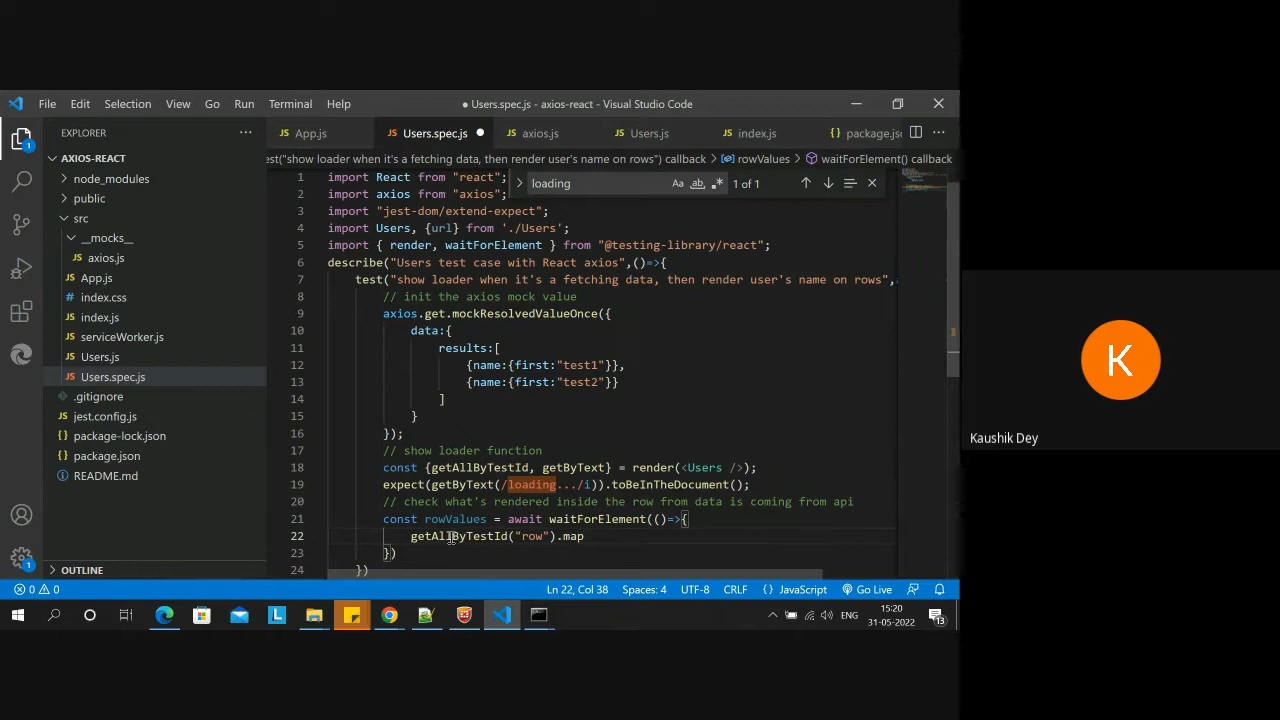 File Edit Selection View Go Run Terminal Help
● Users.spec.js - axios-react - Visual Studio Code
EXPLORER
AXIOS-REACT
node_modules
public
src
__mocks__
axios.js
App.js
index.css
index.js
serviceWorker.js
Users.js
Users.spec.js
.gitignore
jest.config.js
package-lock.json
package.json
README.md
OUTLINE
App.js Users.spec.js axios.js Users.js index.js package.jso
test("show loader when it's a fetching data, then render user's name on rows") callback > rowValues > waitForElement() callback
loading Aa ab 1 of 1
1 import React from "react";
2 import axios from "axios";
3 import "jest-dom/extend-expect";
4 import Users, {url} from './Users';
5 import { render, waitForElement } from "@testing-library/react";
6 describe("Users test case with React axios",()=>{
7 test("show loader when it's a fetching data, then render user's name on rows",
8 // init the axios mock value
9 axios.get.mockResolvedValueOnce({
10 data:{
11 results:[
12 {name:{first:"test1"}},
13 {name:{first:"test2"}}
14 ]
15 }
16 });
17 // show loader function
18 const {getAllByTestId, getByText} = render(<Users />);
19 expect(getByText(/loading.../i)).toBeInTheDocument();
20 // check what's rendered inside the row from data is coming from api
21 const rowValues = await waitForElement(()=>{
22 getAllByTestId("row").map
23 })
24 })
0 0 Ln 22, Col 38 Spaces: 4 UTF-8 CRLF {} JavaScript Go Live
ENG 15:20
31-05-2022
13
K
Kaushik Dey